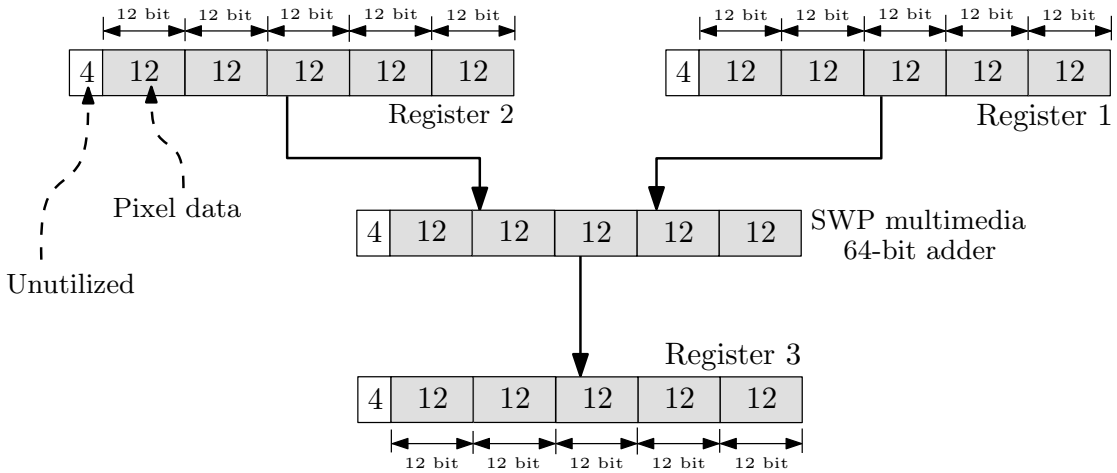 12 bit 12 bit 12 bit 12 bit 12 bit
12 bit 12 bit 12 bit 12 bit 12 bit
4 12 12 12 12 12
4 12 12 12 12 12
Register 2
Register 1
Pixel data
Unutilized
4 12 12 12 12 12
SWP multimedia
64-bit adder
Register 3
4 12 12 12 12 12
12 bit 12 bit 12 bit 12 bit 12 bit